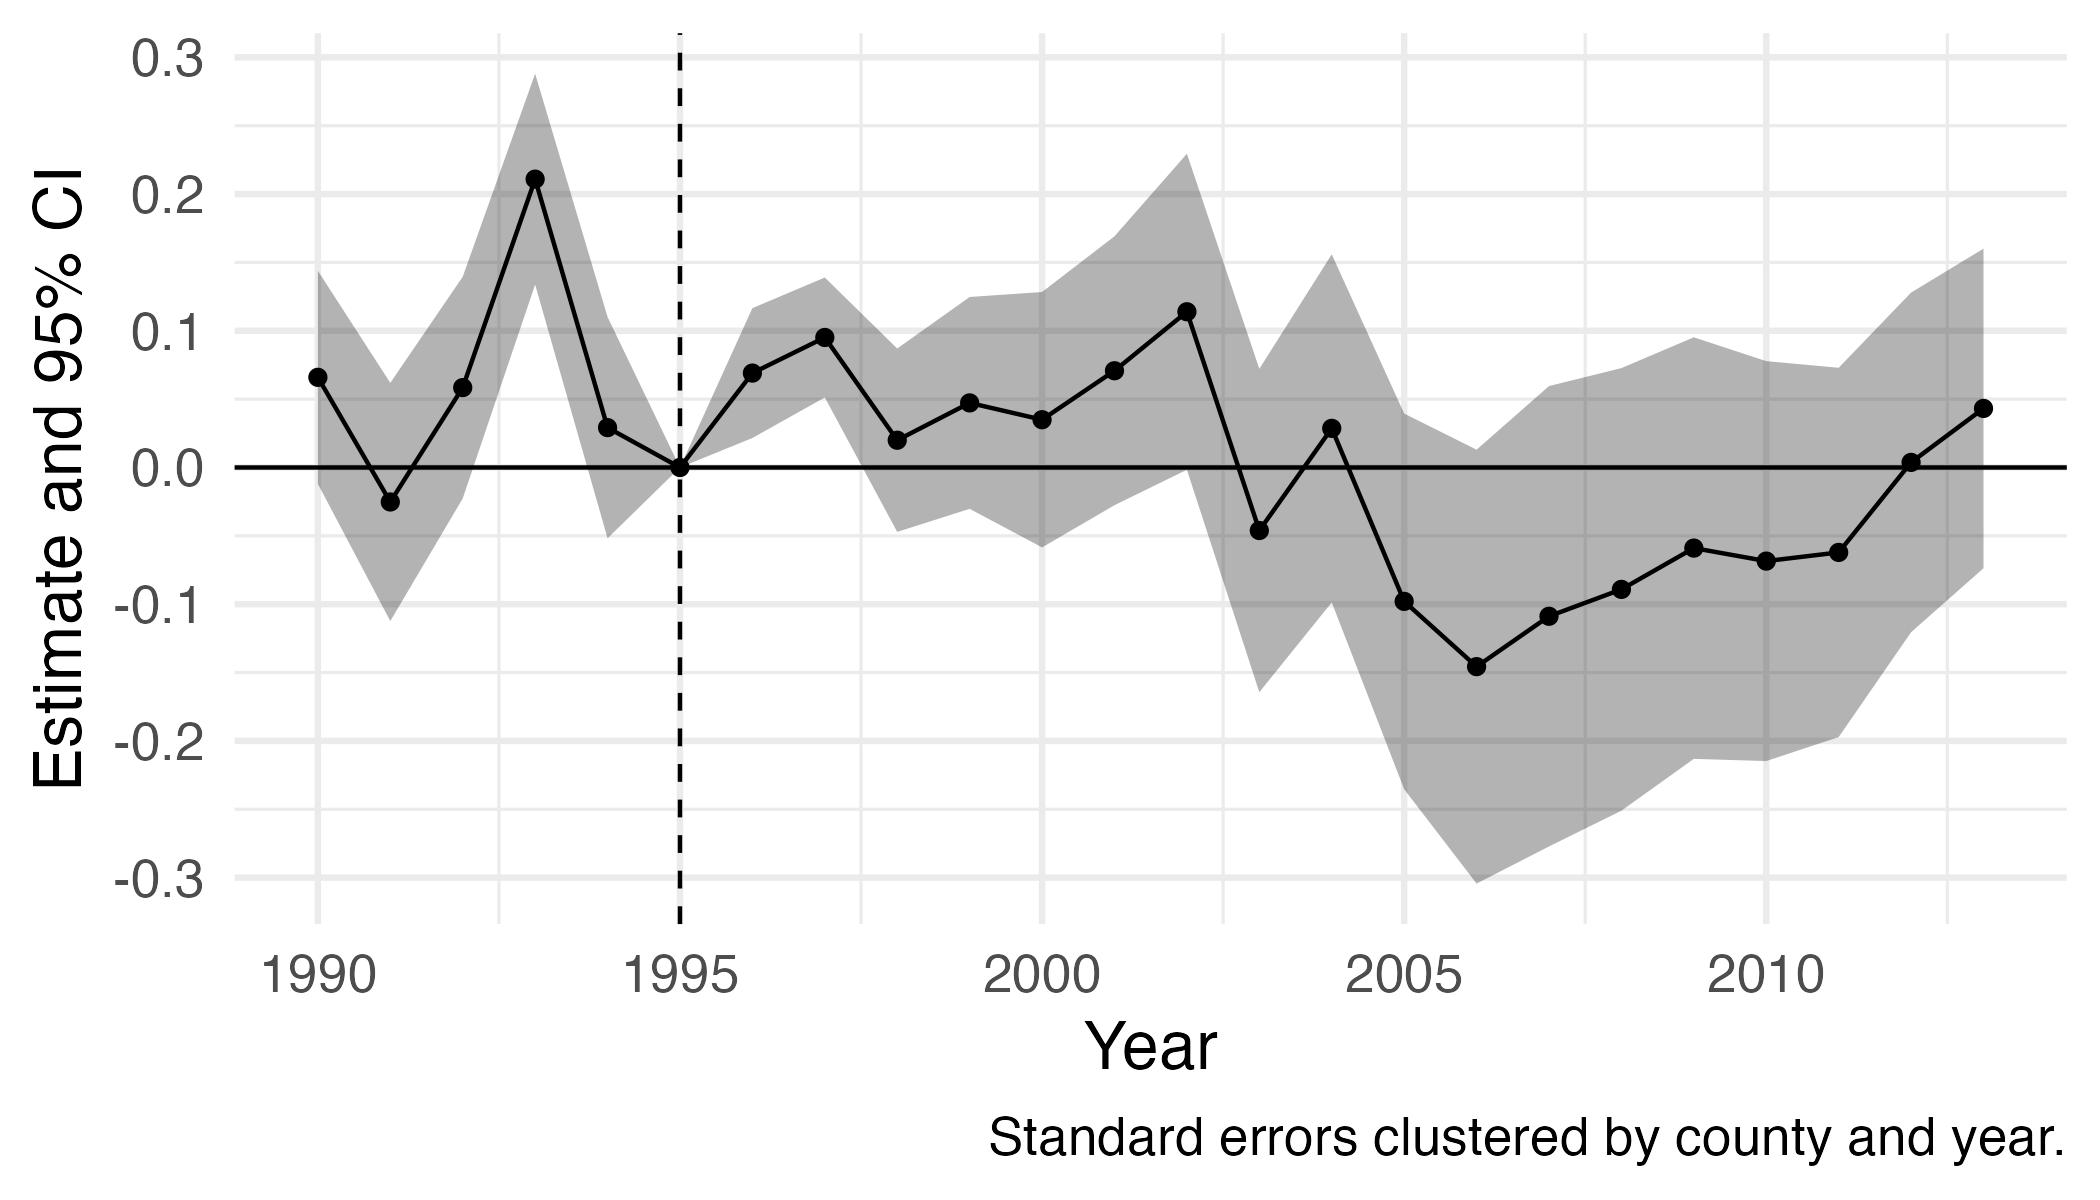 Estimate and 95% CI
0.3
0.2
0.1
0.0
-0.1
-0.2
-0.3
1990 1995 2000 2005 2010
Year
Standard errors clustered by county and year.